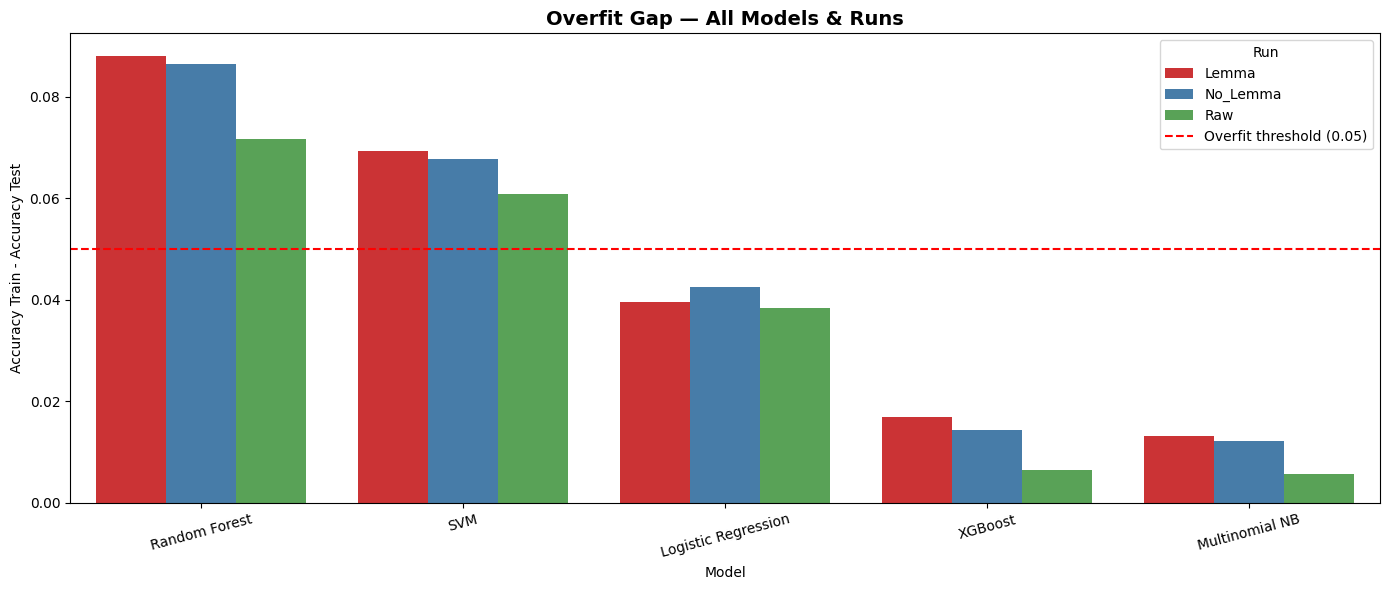 Overfit Gap — All Models & Runs
Run
Lemma
No_Lemma
Raw
Overfit threshold (0.05)
Accuracy Train - Accuracy Test
0.08
0.06
0.04
0.02
0.00
Random Forest
SVM
Logistic Regression
XGBoost
Multinomial NB
Model